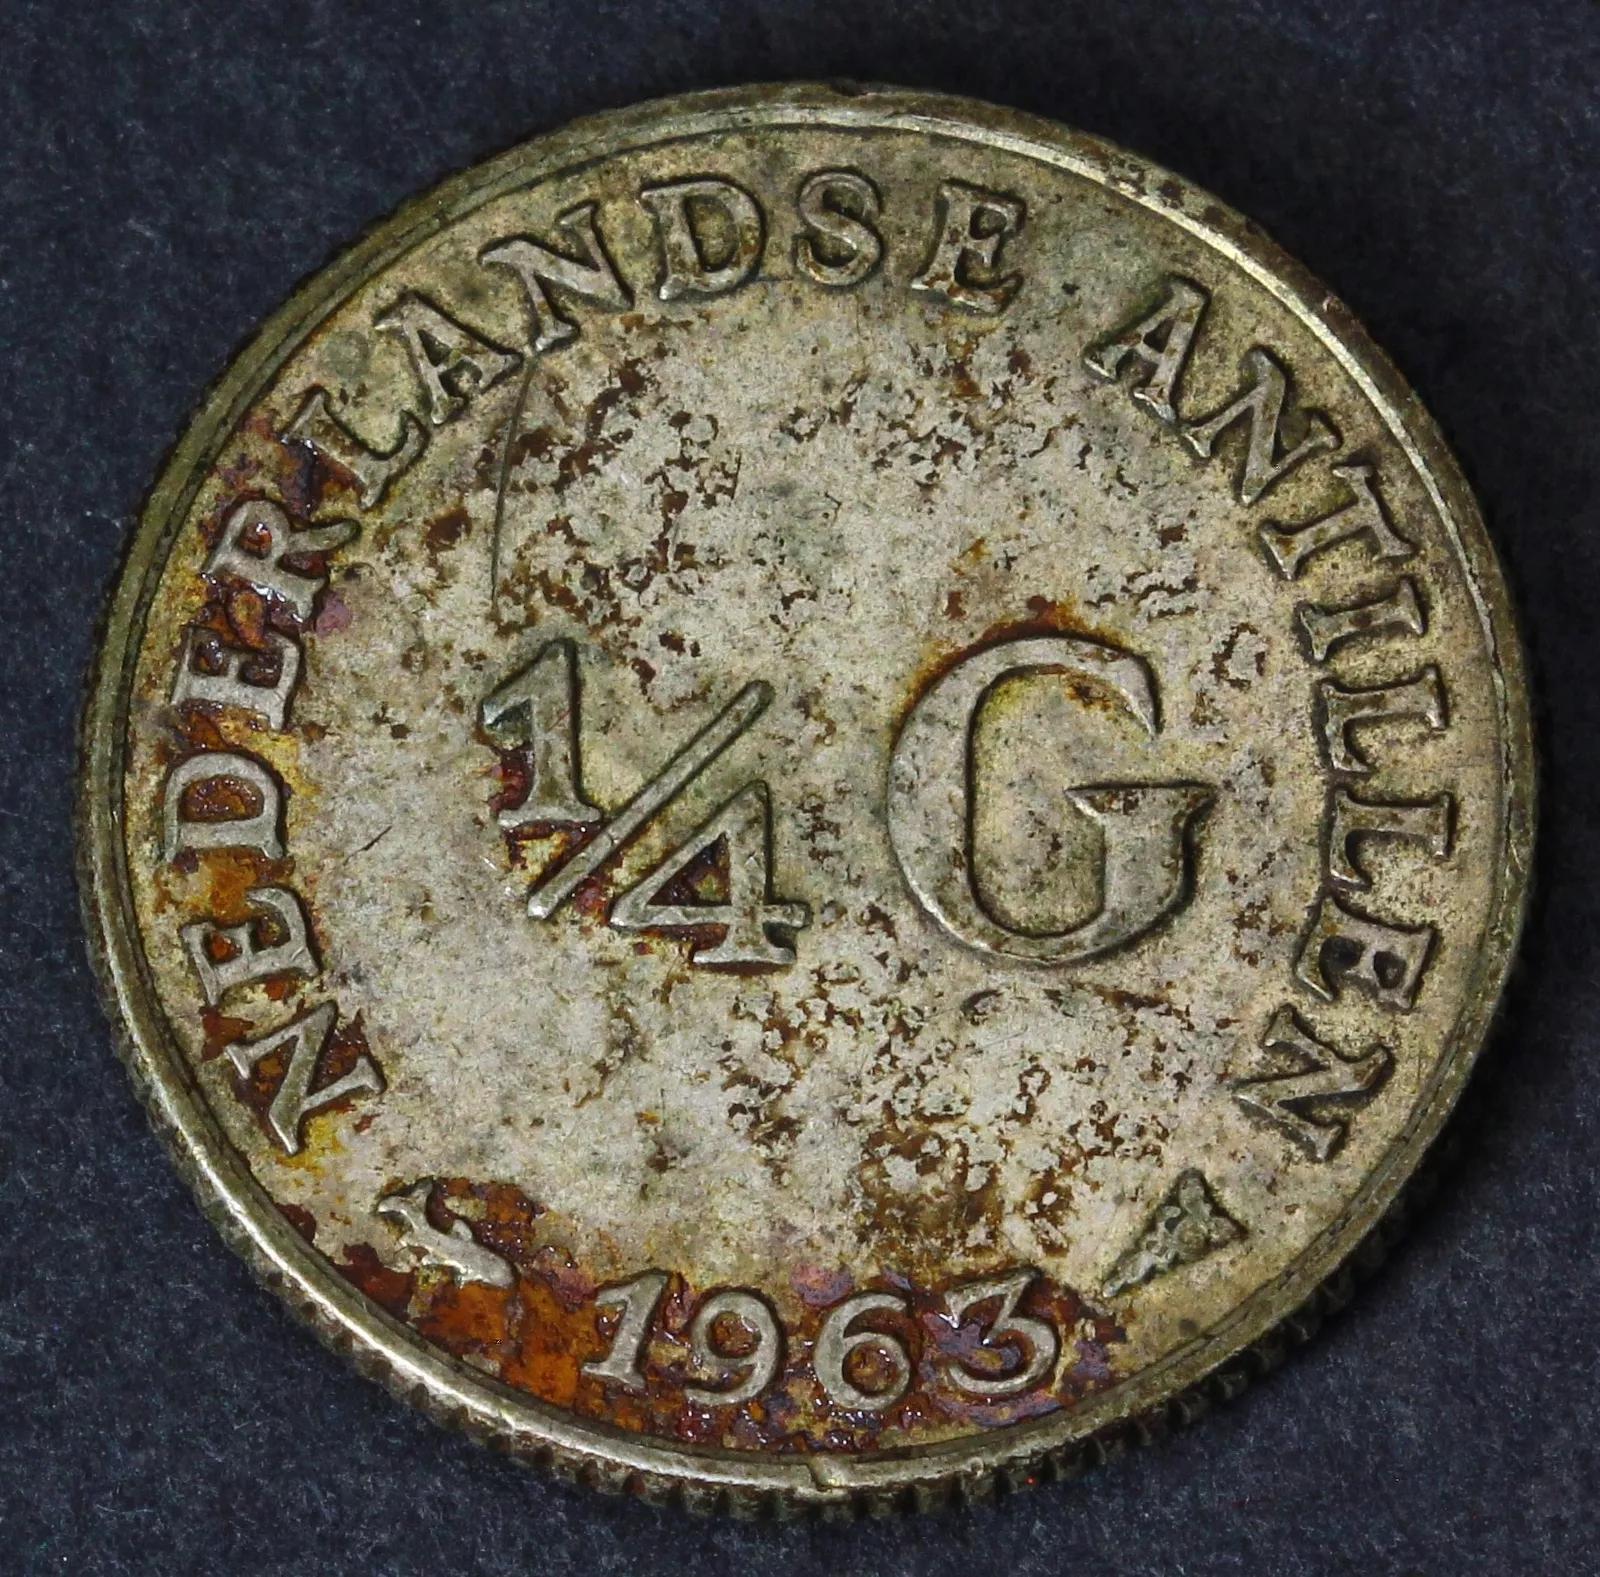 NEDERLANDSE ANTILLEN
1/4 G
1963